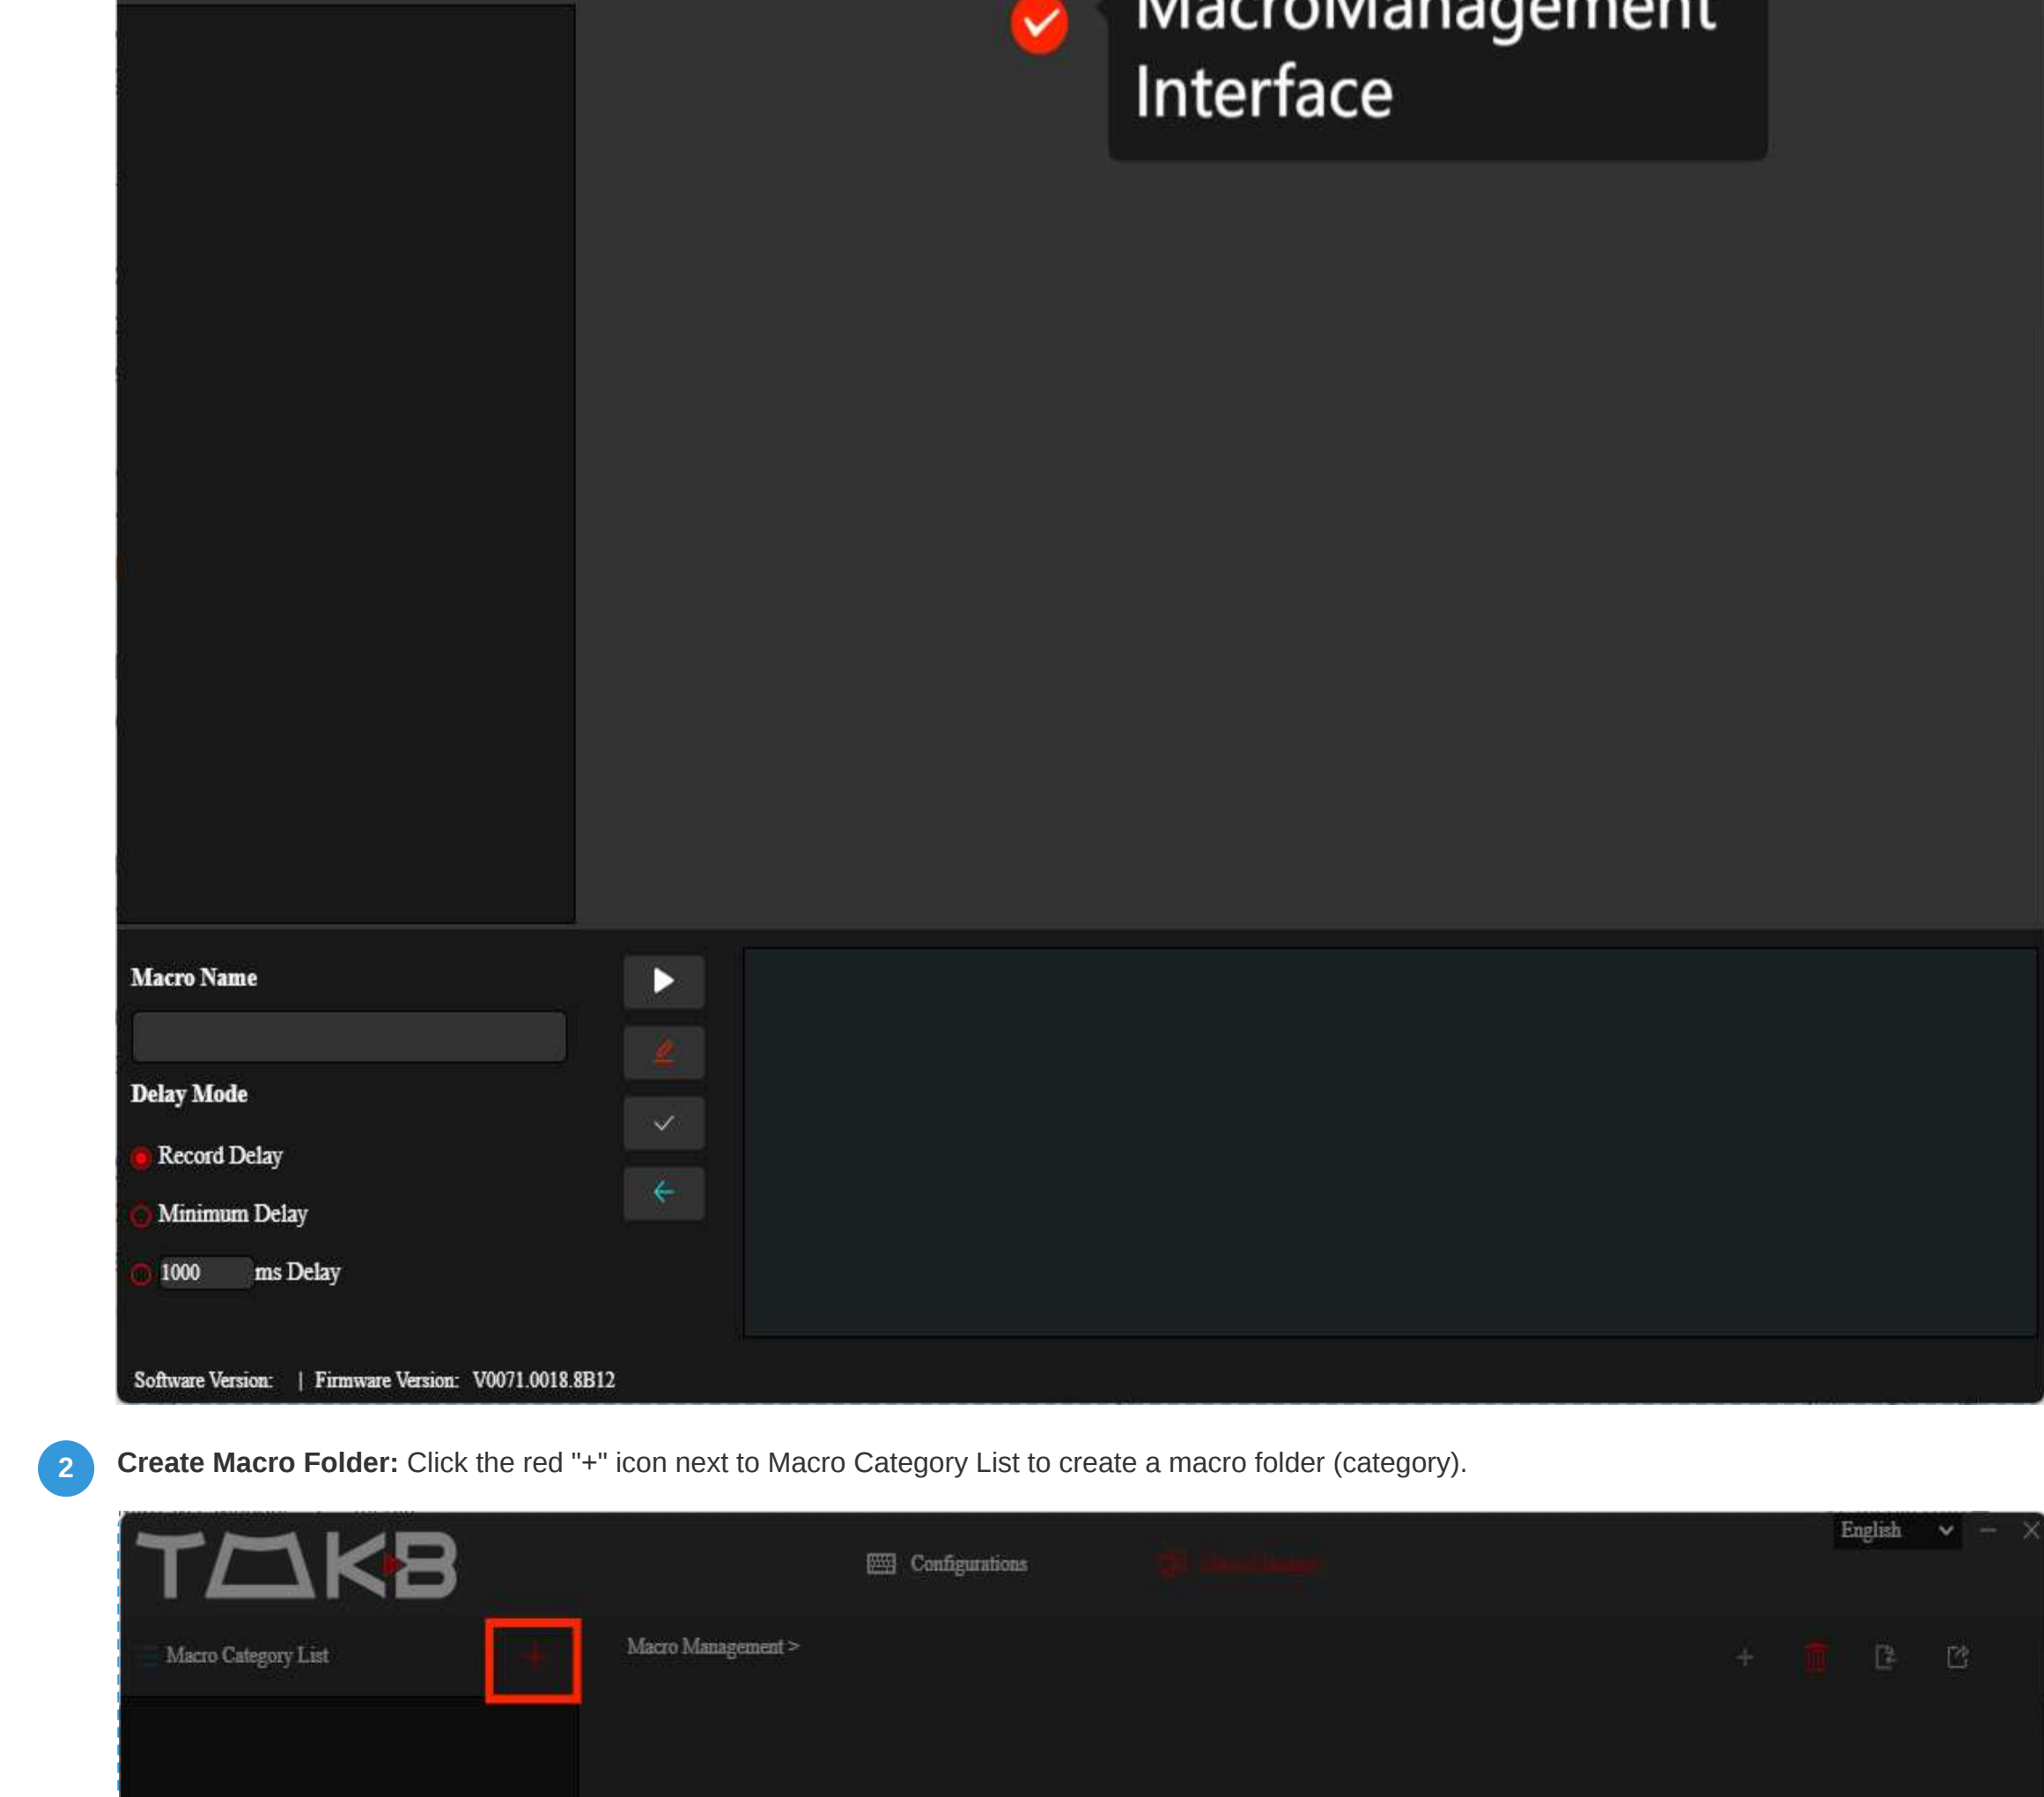 MacroManagement
Interface
Macro Name
Delay Mode
Record Delay
Minimum Delay
1000 ms Delay
Software Version: | Firmware Version: V0071.0018.8B12
2 Create Macro Folder: Click the red "+" icon next to Macro Category List to create a macro folder (category).
English
TMKB
Configurations
Macro Category List
Macro Management >